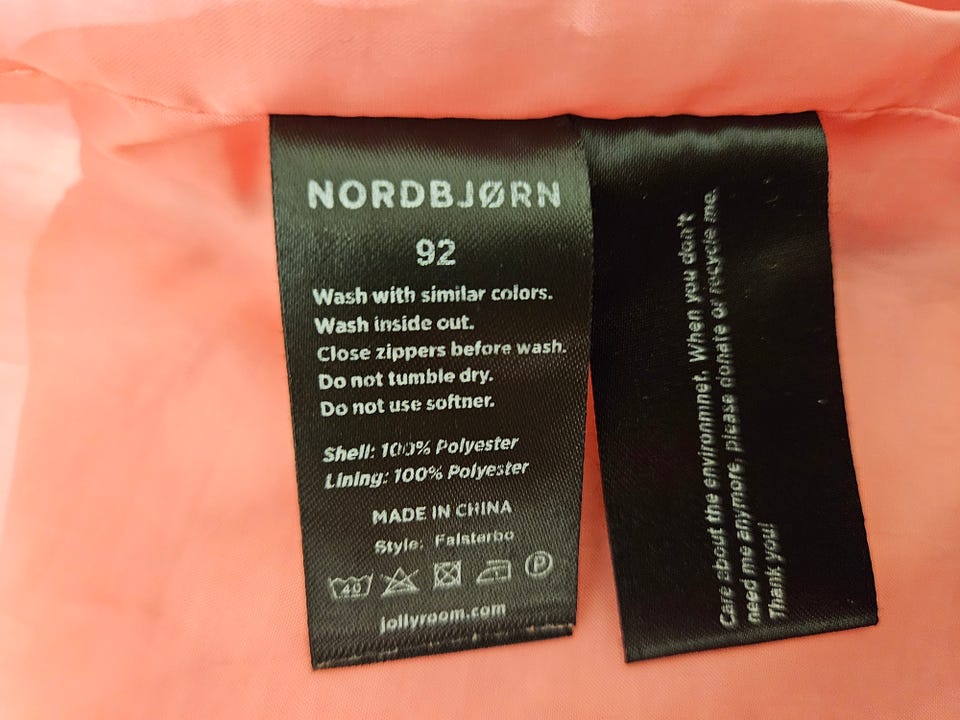 NORDBJØRN
92
Wash with similar colors.
Wash inside out.
Close zippers before wash.
Do not tumble dry.
Do not use softner.
Shell: 100% Polyester
Lining: 100% Polyester
MADE IN CHINA
Style: Falsterbo
40 P
jollyroom.com
Care about the environmnet. When you don't
need me anymore, please donate or recycle me.
Thank you!